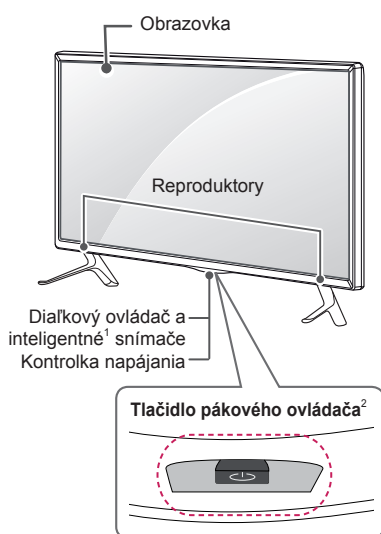 Obrazovka
Reproduktory
Diaľkový ovládač a
inteligentné¹ snímače
Kontrolka napájania
Tlačidlo pákového ovládača²